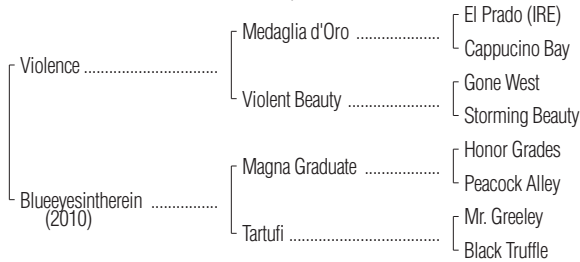 El Prado (IRE)
Medaglia d'Oro ....................
Cappucino Bay
Violence ................................
Gone West
Violent Beauty ......................
Storming Beauty
Honor Grades
Magna Graduate ..................
Peacock Alley
Blueeyesintherein ................
(2010)
Mr. Greeley
Tartufi ....................................
Black Truffle